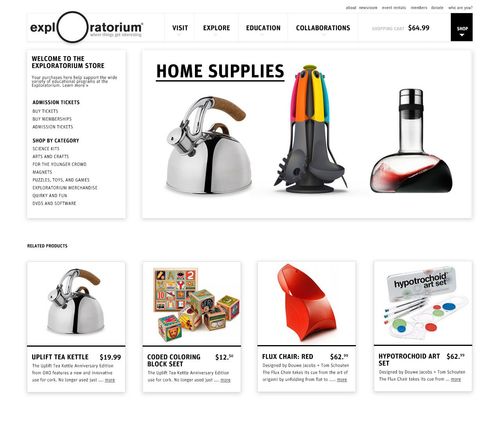 about newsroom event rentals members donate who are you?
expl ratorium®
where things get interesting
VISIT EXPLORE EDUCATION COLLABORATIONS SHOPPING CART $64.99 SHOP
WELCOME TO THE
EXPLORATORIUM STORE
Your purchases here help support the wide
variety of educational programs at the
Exploratorium. Learn More >
ADMISSION TICKETS
BUY TICKETS
BUY MEMBERSHIPS
ADMISSION TICKETS
SHOP BY CATEGORY
SCIENCE KITS
ARTS AND CRAFTS
FOR THE YOUNGER CROWD
MAGNETS
PUZZLES, TOYS, AND GAMES
EXPLORATORIUM MERCHANDISE
QUIRKY AND FUN
DVDS AND SOFTWARE
HOME SUPPLIES
RELATED PRODUCTS
UPLIFT TEA KETTLE $19.99
The Uplift Tea Kettle Anniversary Edition
from OXO features a new and innovative
use for cork. No longer used just .... more
CODED COLORING
BLOCK SEET $12.50
The Uplift Tea Kettle Anniversary Edition
use for cork. No longer used just .... more
FLUX CHAIR: RED $62.99
Designed by Douwe Jacobs + Tom Schouten
The Flux Chair takes its cue from the art of
origami by unfolding from flat to .... more
hypotrochoid
art set
HYPOTROCHOID ART
SET $62.99
Designed by Douwe Jacobs + Tom Schouten
The Flux Chair takes its cue from .... more